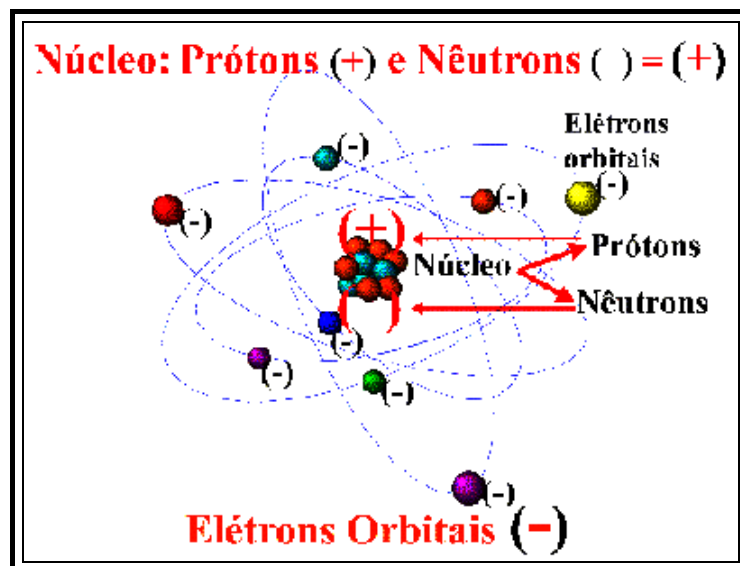 Núcleo: Prótons (+) e Nêutrons ( ) = (+)
Elétrons
orbitais
(-)
(-)
(-)
(-)
(+)
Prótons
Núcleo
Nêutrons
( )
(-)
(-)
(-)
(-)
Elétrons Orbitais (-)